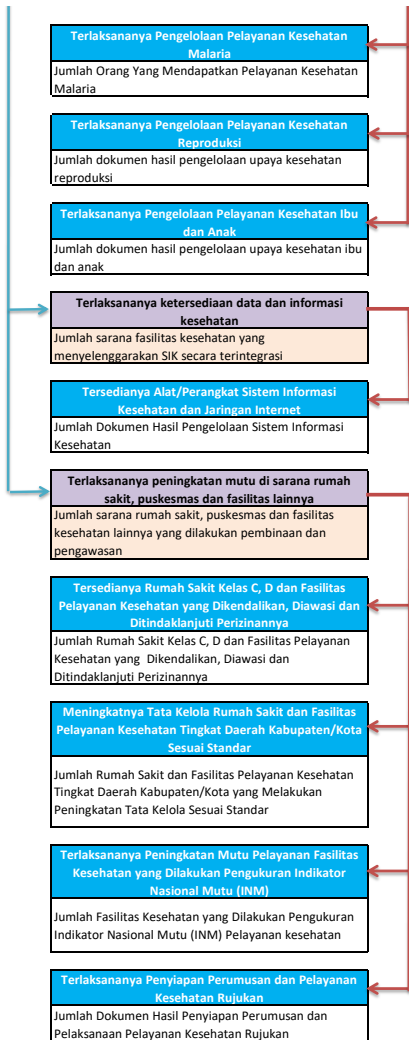 Terlaksananya Pengelolaan Pelayanan Kesehatan
Malaria
Jumlah Orang Yang Mendapatkan Pelayanan Kesehatan
Malaria
Terlaksananya Pengelolaan Pelayanan Kesehatan
Reproduksi
Jumlah dokumen hasil pengelolaan upaya kesehatan
reproduksi
Terlaksananya Pengelolaan Pelayanan Kesehatan Ibu
dan Anak
Jumlah dokumen hasil pengelolaan upaya kesehatan ibu
dan anak
Terlaksananya ketersediaan data dan informasi
kesehatan
Jumlah sarana fasilitas kesehatan yang
menyelenggarakan SIK secara terintegrasi
Tersedianya Alat/Perangkat Sistem Informasi
Kesehatan dan Jaringan Internet
Jumlah Dokumen Hasil Pengelolaan Sistem Informasi
Kesehatan
Terlaksananya peningkatan mutu di sarana rumah
sakit, puskesmas dan fasilitas lainnya
Jumlah sarana rumah sakit, puskesmas dan fasilitas
kesehatan lainnya yang dilakukan pembinaan dan
pengawasan
Tersedianya Rumah Sakit Kelas C, D dan Fasilitas
Pelayanan Kesehatan yang Dikendalikan, Diawasi dan
Ditindaklanjuti Perizinannya
Jumlah Rumah Sakit Kelas C, D dan Fasilitas Pelayanan
Kesehatan yang Dikendalikan, Diawasi dan
Ditindaklanjuti Perizinannya
Meningkatnya Tata Kelola Rumah Sakit dan Fasilitas
Pelayanan Kesehatan Tingkat Daerah Kabupaten/Kota
Sesuai Standar
Jumlah Rumah Sakit dan Fasilitas Pelayanan Kesehatan
Tingkat Daerah Kabupaten/Kota yang Melakukan
Peningkatan Tata Kelola Sesuai Standar
Terlaksananya Peningkatan Mutu Pelayanan Fasilitas
Kesehatan yang Dilakukan Pengukuran Indikator
Nasional Mutu (INM)
Jumlah Fasilitas Kesehatan yang Dilakukan Pengukuran
Indikator Nasional Mutu (INM) Pelayanan kesehatan
Terlaksananya Penyiapan Perumusan dan Pelayanan
Kesehatan Rujukan
Jumlah Dokumen Hasil Penyiapan Perumusan dan
Pelaksanaan Pelayanan Kesehatan Rujukan